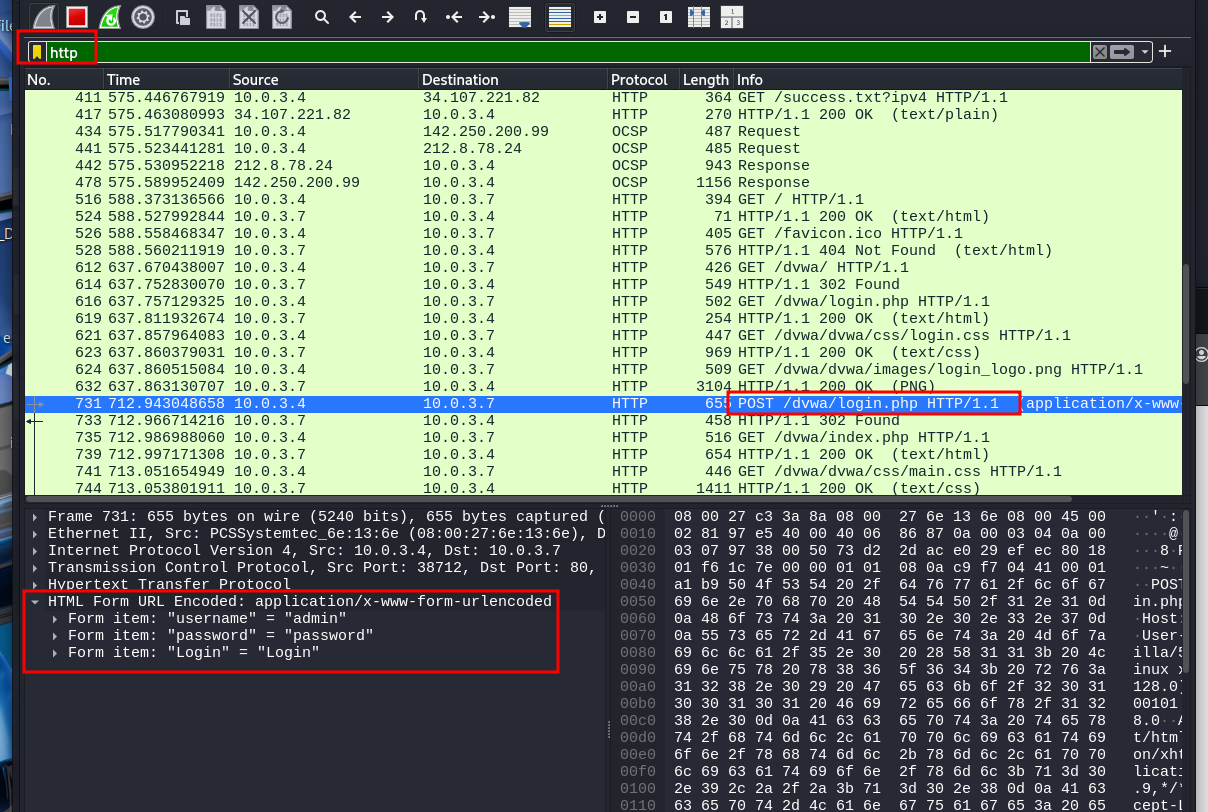 http
No. Time Source Destination Protocol Length Info
411 575.446767919 10.0.3.4 34.107.221.82 HTTP 364 GET /success.txt?ipv4 HTTP/1.1
417 575.463080993 34.107.221.82 10.0.3.4 HTTP 270 HTTP/1.1 200 OK  (text/plain)
434 575.517790341 10.0.3.4 142.250.200.99 OCSP 487 Request
441 575.523441281 10.0.3.4 212.8.78.24 OCSP 485 Request
442 575.530952218 212.8.78.24 10.0.3.4 OCSP 943 Response
478 575.589952409 142.250.200.99 10.0.3.4 OCSP 1156 Response
516 588.373136566 10.0.3.4 10.0.3.7 HTTP 394 GET / HTTP/1.1
524 588.527992844 10.0.3.7 10.0.3.4 HTTP 71 HTTP/1.1 200 OK  (text/html)
526 588.558468347 10.0.3.4 10.0.3.7 HTTP 405 GET /favicon.ico HTTP/1.1
528 588.560211919 10.0.3.7 10.0.3.4 HTTP 576 HTTP/1.1 404 Not Found  (text/html)
612 637.670438007 10.0.3.4 10.0.3.7 HTTP 426 GET /dvwa/ HTTP/1.1
614 637.752830070 10.0.3.7 10.0.3.4 HTTP 549 HTTP/1.1 302 Found
616 637.757129325 10.0.3.4 10.0.3.7 HTTP 502 GET /dvwa/login.php HTTP/1.1
619 637.811932674 10.0.3.7 10.0.3.4 HTTP 254 HTTP/1.1 200 OK  (text/html)
621 637.857964083 10.0.3.4 10.0.3.7 HTTP 447 GET /dvwa/dvwa/css/login.css HTTP/1.1
623 637.860379031 10.0.3.7 10.0.3.4 HTTP 969 HTTP/1.1 200 OK  (text/css)
624 637.860515084 10.0.3.4 10.0.3.7 HTTP 509 GET /dvwa/dvwa/images/login_logo.png HTTP/1.1
632 637.863130707 10.0.3.7 10.0.3.4 HTTP 3104 HTTP/1.1 200 OK  (PNG)
731 712.943048658 10.0.3.4 10.0.3.7 HTTP 655 POST /dvwa/login.php HTTP/1.1  (application/x-www
733 712.966714216 10.0.3.7 10.0.3.4 HTTP 458 HTTP/1.1 302 Found
735 712.986988060 10.0.3.4 10.0.3.7 HTTP 516 GET /dvwa/index.php HTTP/1.1
739 712.997171308 10.0.3.7 10.0.3.4 HTTP 654 HTTP/1.1 200 OK  (text/html)
741 713.051654949 10.0.3.4 10.0.3.7 HTTP 446 GET /dvwa/dvwa/css/main.css HTTP/1.1
744 713.053801911 10.0.3.7 10.0.3.4 HTTP 1411 HTTP/1.1 200 OK  (text/css)
Frame 731: 655 bytes on wire (5240 bits), 655 bytes captured (
Ethernet II, Src: PCSSystemtec_6e:13:6e (08:00:27:6e:13:6e), D
Internet Protocol Version 4, Src: 10.0.3.4, Dst: 10.0.3.7
Transmission Control Protocol, Src Port: 38712, Dst Port: 80,
Hypertext Transfer Protocol
HTML Form URL Encoded: application/x-www-form-urlencoded
Form item: "username" = "admin"
Form item: "password" = "password"
Form item: "Login" = "Login"
0000 08 00 27 c3 3a 8a 08 00 27 6e 13 6e 08 00 45 00 ··'·:
0010 02 81 97 e5 40 00 40 06 86 87 0a 00 03 04 0a 00 ····@
0020 03 07 97 38 00 50 73 d2 2d ac e0 29 ef ec 80 18 ···8·P
0030 01 f6 1c 7e 00 00 01 01 08 0a c9 f7 04 41 00 01 ···~··
0040 a1 b9 50 4f 53 54 20 2f 64 76 77 61 2f 6c 6f 67 ··POST
0050 69 6e 2e 70 68 70 20 48 54 54 50 2f 31 2e 31 0d in.php
0060 0a 48 6f 73 74 3a 20 31 30 2e 30 2e 33 2e 37 0d ·Host:
0070 0a 55 73 65 72 2d 41 67 65 6e 74 3a 20 4d 6f 7a ·User-
0080 69 6c 6c 61 2f 35 2e 30 20 28 58 31 31 3b 20 4c illa/5
0090 69 6e 75 78 20 78 38 36 5f 36 34 3b 20 72 76 3a inux x
00a0 31 32 38 2e 30 29 20 47 65 63 6b 6f 2f 32 30 31 128.0)
00b0 30 30 31 30 31 20 46 69 72 65 66 6f 78 2f 31 32 00101
00c0 38 2e 30 0d 0a 41 63 63 65 70 74 3a 20 74 65 78 8.0··A
00d0 74 2f 68 74 6d 6c 2c 61 70 70 6c 69 63 61 74 69 t/html
00e0 6f 6e 2f 78 68 74 6d 6c 2b 78 6d 6c 2c 61 70 70 on/xht
00f0 6c 69 63 61 74 69 6f 6e 2f 78 6d 6c 3b 71 3d 30 licati
0100 2e 39 2c 2a 2f 2a 3b 71 3d 30 2e 38 0d 0a 41 63 .9,*/*
0110 63 65 70 74 2d 4c 61 6e 67 75 61 67 65 3a 20 65 cept-L